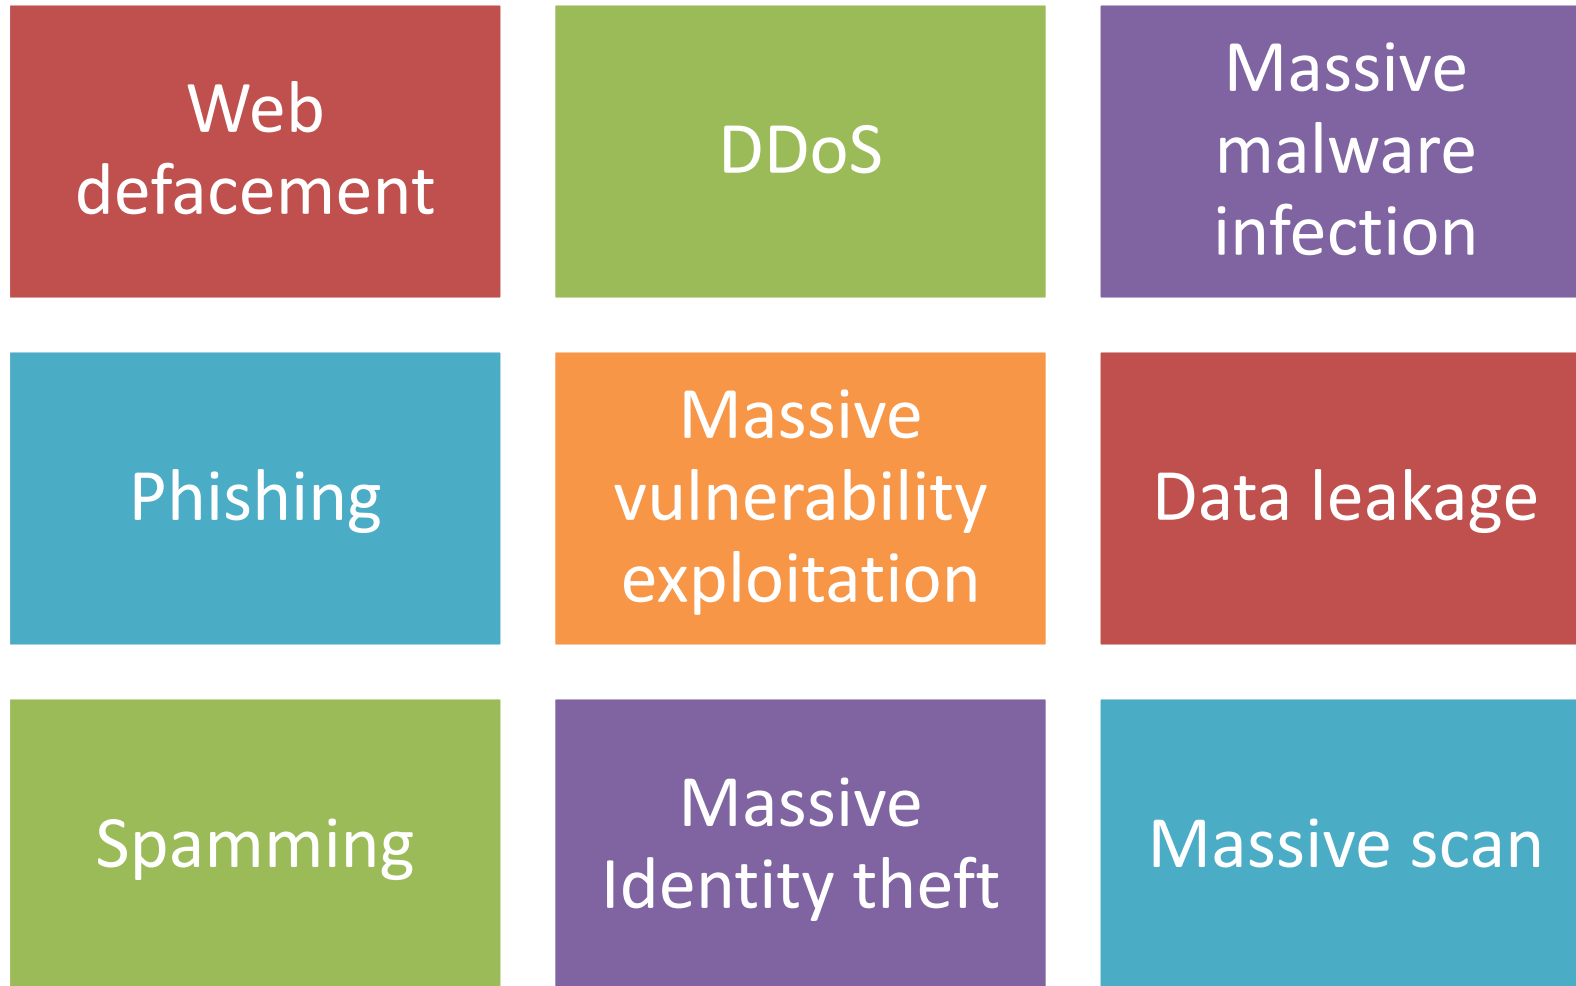 Web
defacement
DDoS
Massive
malware
infection
Phishing
Massive
vulnerability
exploitation
Data leakage
Spamming
Massive
Identity theft
Massive scan